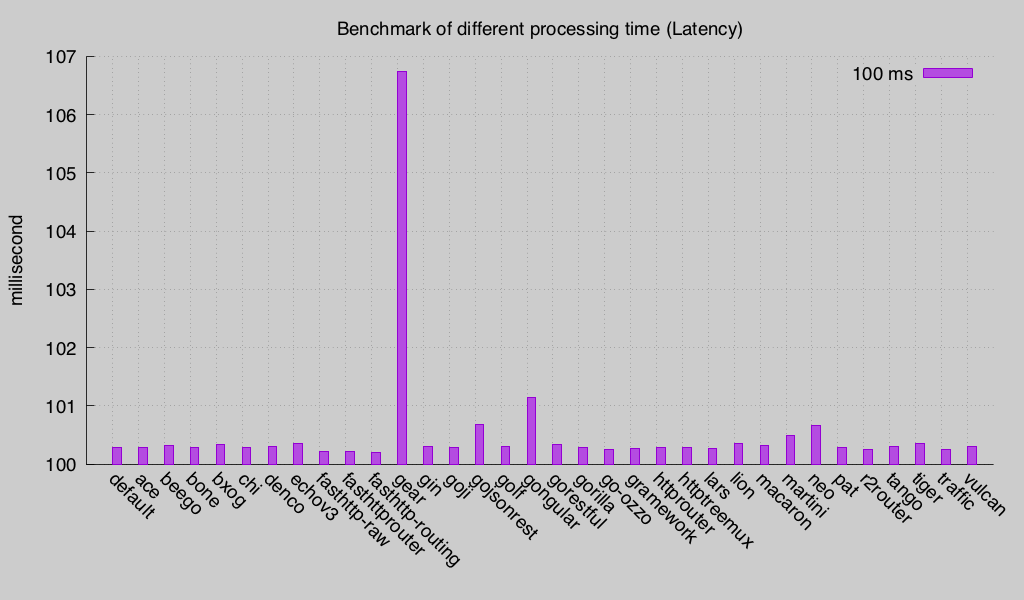 Benchmark of different processing time (Latency)
100 ms
millisecond
107
106
105
104
103
102
101
100
default
ace
beego
bone
bxog
chi
denco
echov3
fasthttp-raw
fasthttprouter
fasthttp-routing
gear
gin
goji
gojsonrest
golf
gongular
gorestful
gorilla
go-ozzo
gramework
httprouter
httptreemux
lars
lion
macaron
martini
neo
pat
r2router
tango
tiger
traffic
vulcan